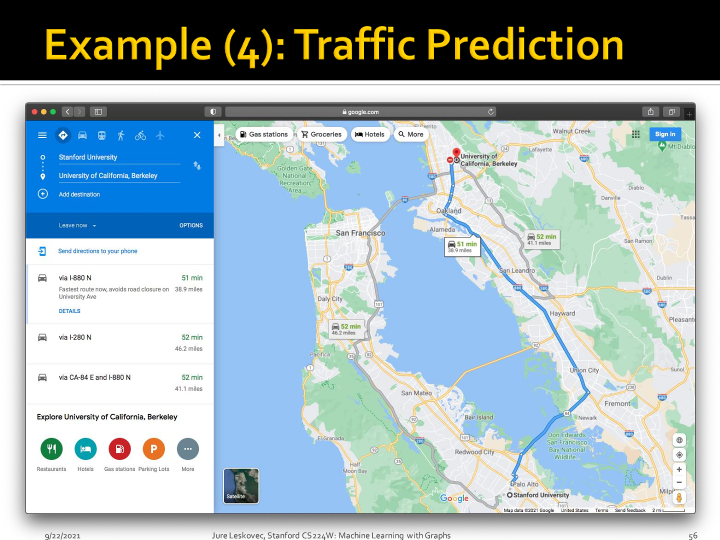 Example (4): Traffic Prediction
google.com
Stanford University
University of California, Berkeley
Add destination
Leave now
OPTIONS
Send directions to your phone
via I-880 N 51 min
Fastest route now, avoids road closure on 38.9 miles
University Ave
DETAILS
via I-280 N 52 min
46.2 miles
via CA-84 E and I-880 N 52 min
41.1 miles
Explore University of California, Berkeley
Restaurants Hotels Gas stations Parking Lots More
Gas stations Groceries Hotels More
Sign in
Walnut Creek
Mt Diablo
Lafayette
University of
California, Berkeley
Golden Gate
National
Recreation
Area
Danville
Diablo
Oakland
Alameda
San Francisco
51 min
38.9 miles
52 min
41.1 miles
San Ramon
San Leandro
Dublin
Daly City
Hayward
Pleasant
52 min
46.2 miles
Pacifica
Union City
San Mateo
Fremont
Newark
Bair Island
Don Edwards
San Francisco
Bay National
Wildlife
El Granada
Redwood City
Half
Moon Bay
Palo Alto
Stanford University
Milp
Satellite
Google
Map data ©2021 Google United States Terms Send feedback 2 mi
9/22/2021
Jure Leskovec, Stanford CS224W: Machine Learning with Graphs
56